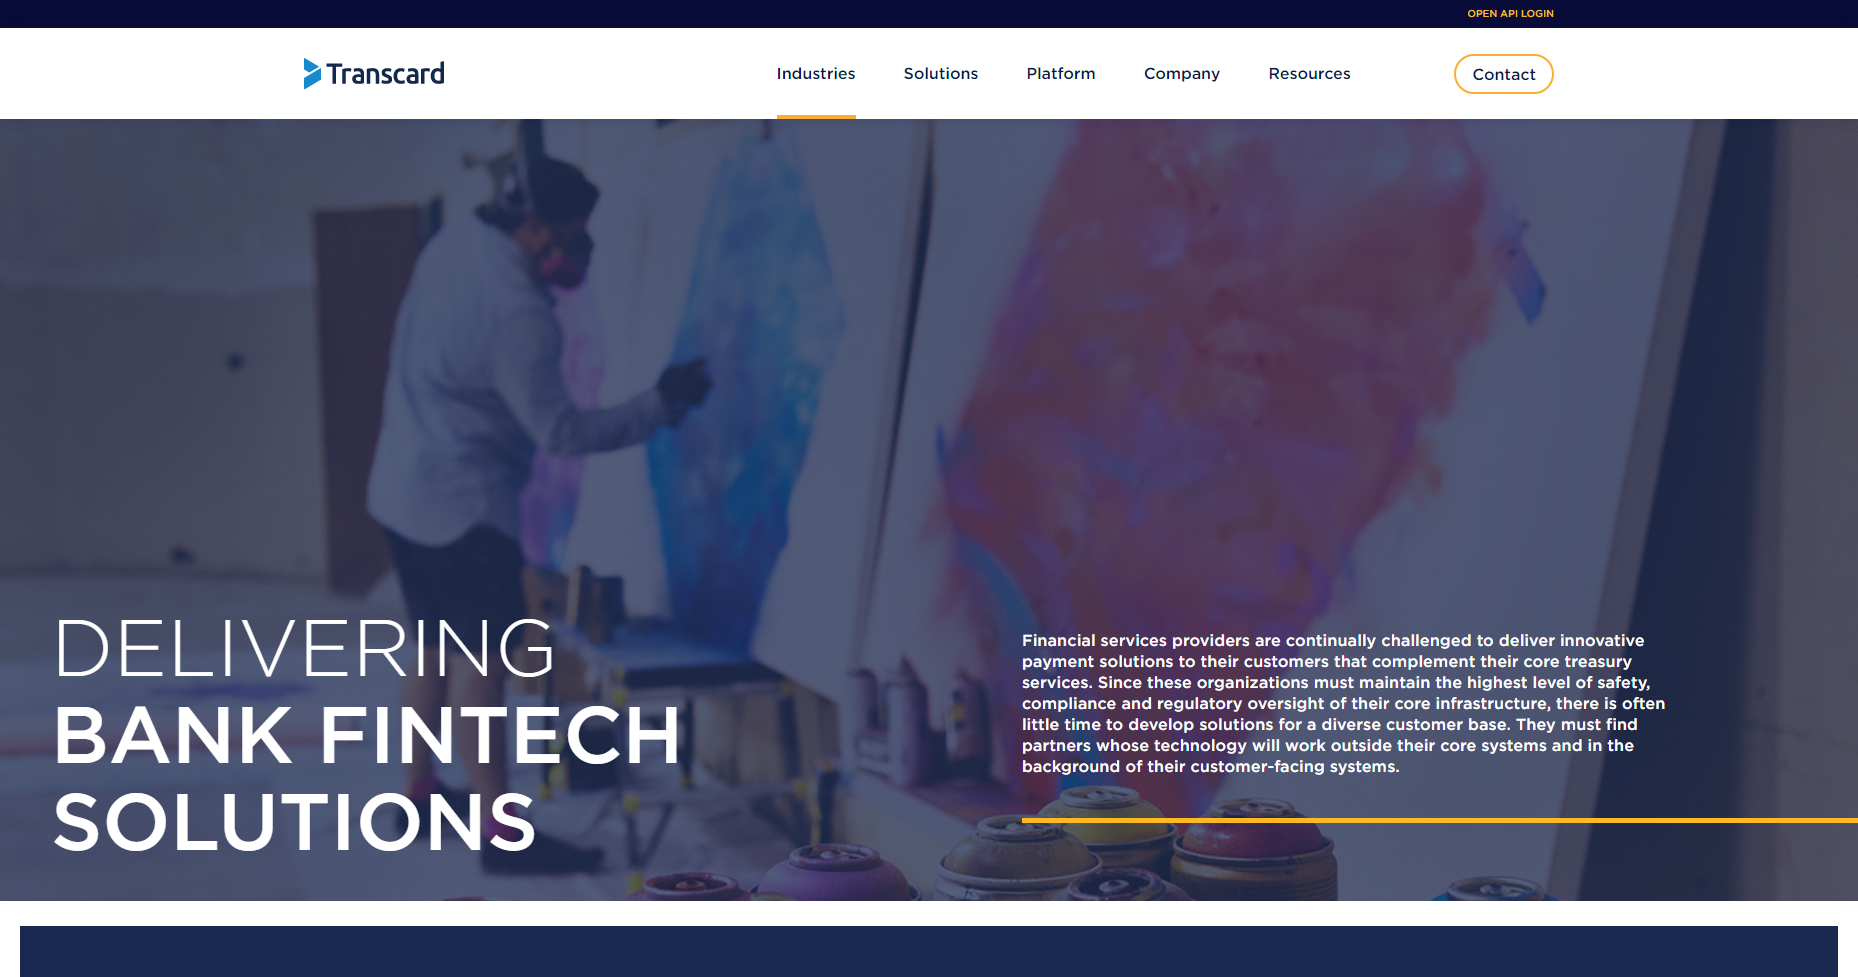 OPEN API LOGIN
Transcard
Industries
Solutions
Platform
Company
Resources
Contact
DELIVERING
BANK FINTECH
SOLUTIONS
Financial services providers are continually challenged to deliver innovative
payment solutions to their customers that complement their core treasury
services. Since these organizations must maintain the highest level of safety,
compliance and regulatory oversight of their core infrastructure, there is often
little time to develop solutions for a diverse customer base. They must find
partners whose technology will work outside their core systems and in the
background of their customer-facing systems.